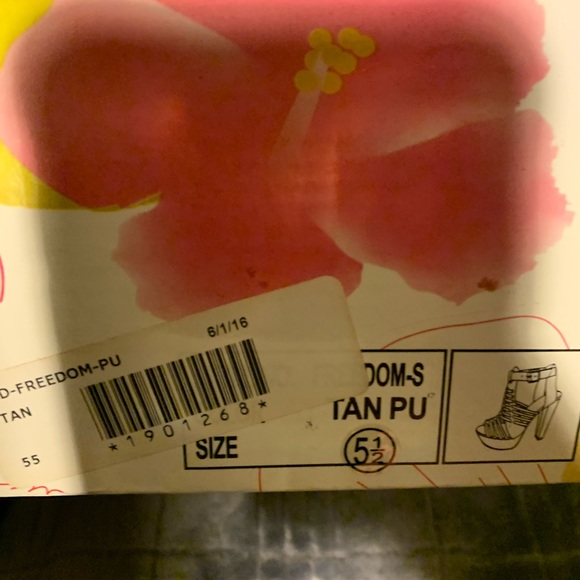 6/1/16
D-FREEDOM-PU
TAN
*1901268*
55
DOM-S
TAN PU
SIZE 5½